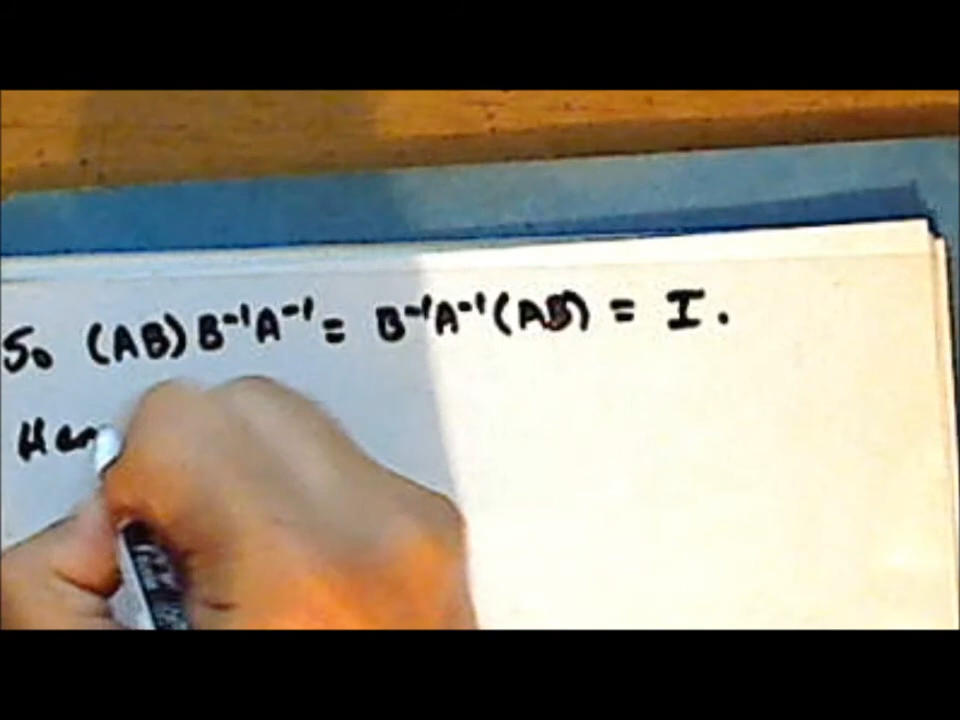 So (AB)B⁻¹A⁻¹ = B⁻¹A⁻¹(AB) = I.